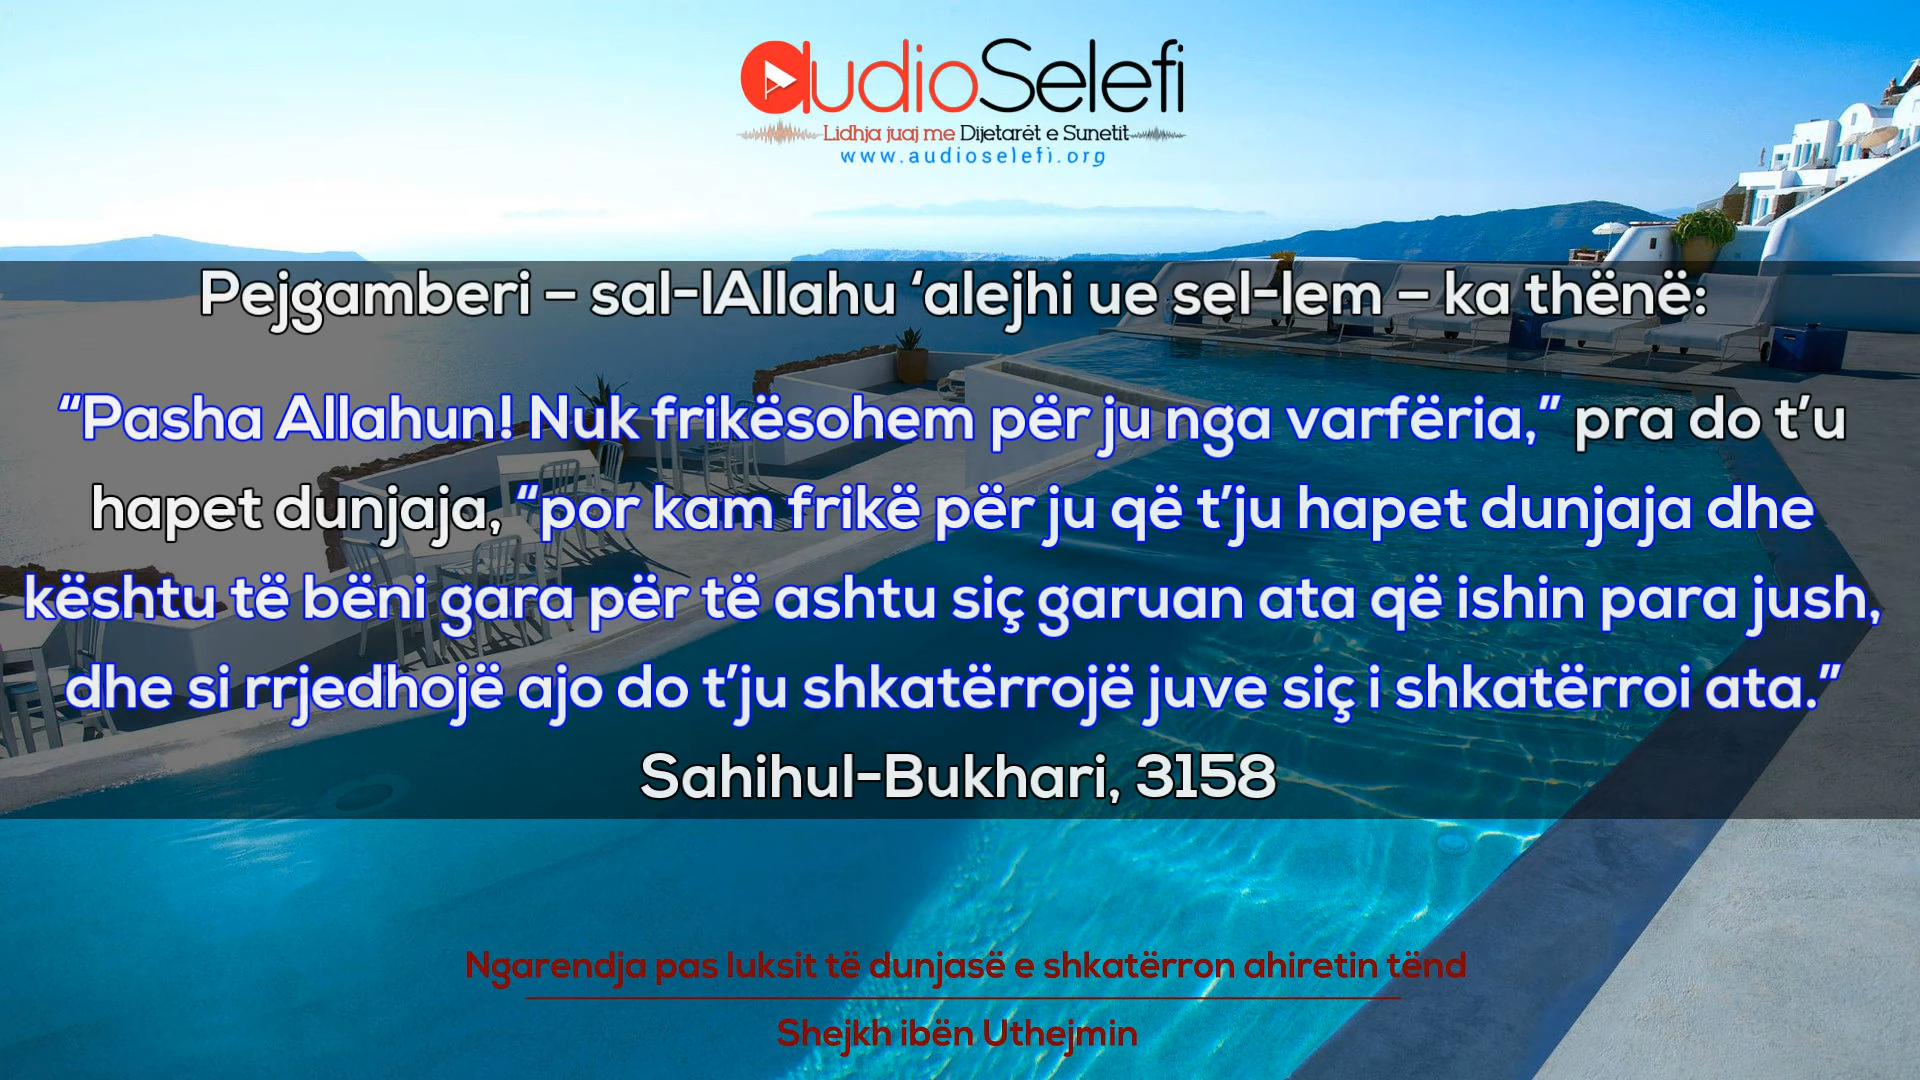 audioSelefi
Lidhja juaj me Dijetarët e Sunetit
www.audioselefi.org
Pejgamberi – sal-lAllahu ‘alejhi ue sel-lem – ka thënë:
“Pasha Allahun! Nuk frikësohem për ju nga varfëria,” pra do t’u
hapet dunjaja, “por kam frikë për ju që t’ju hapet dunjaja dhe
kështu të bëni gara për të ashtu siç garuan ata që ishin para jush,
dhe si rrjedhojë ajo do t’ju shkatërrojë juve siç i shkatërroi ata.”
Sahihul-Bukhari, 3158
Ngarendja pas luksit të dunjasë e shkatërron ahiretin tënd
Shejkh ibën Uthejmin